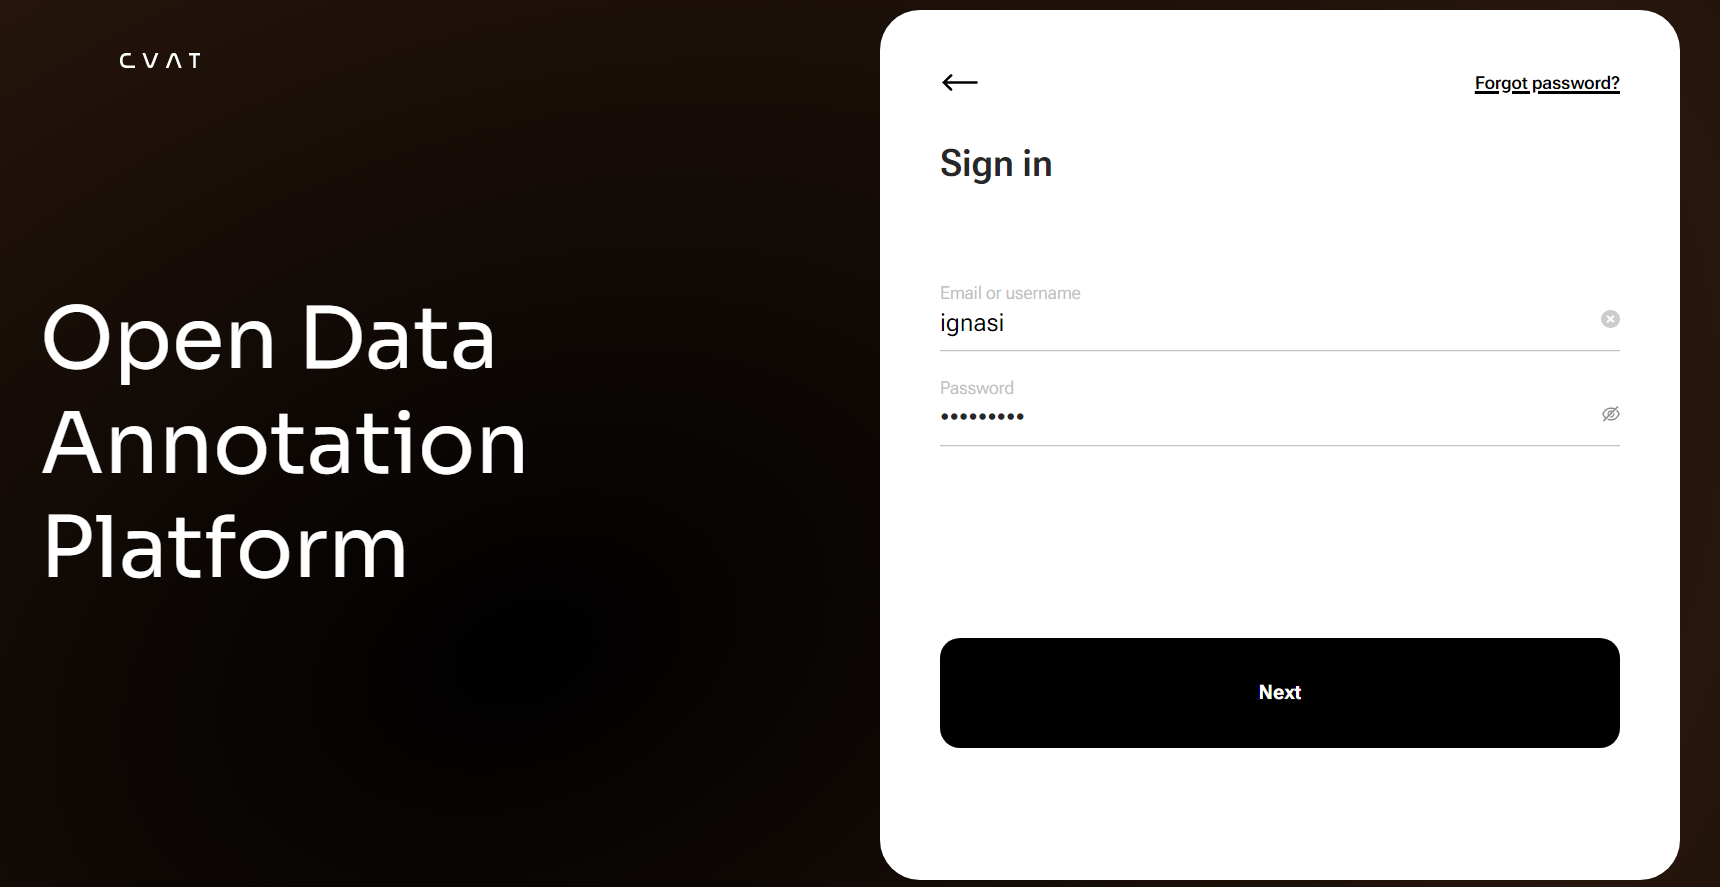 CVAT
Open Data
Annotation
Platform
Forgot password?
Sign in
Email or username
ignasi
Password
•••••••••
Next